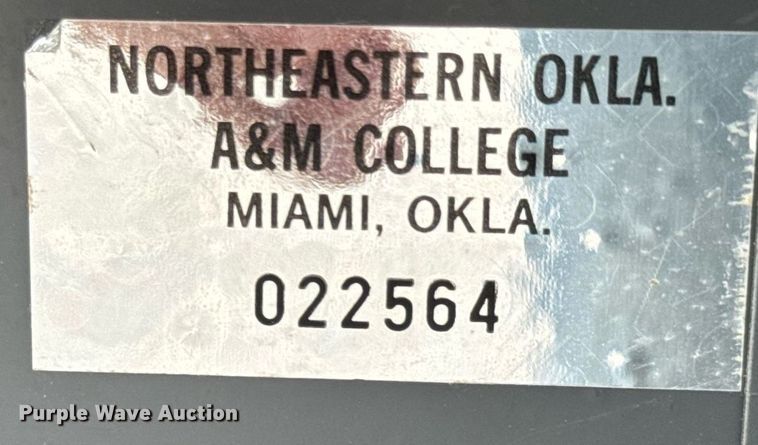 NORTHEASTERN OKLA.
A&M COLLEGE
MIAMI, OKLA.
022564
Purple Wave Auction